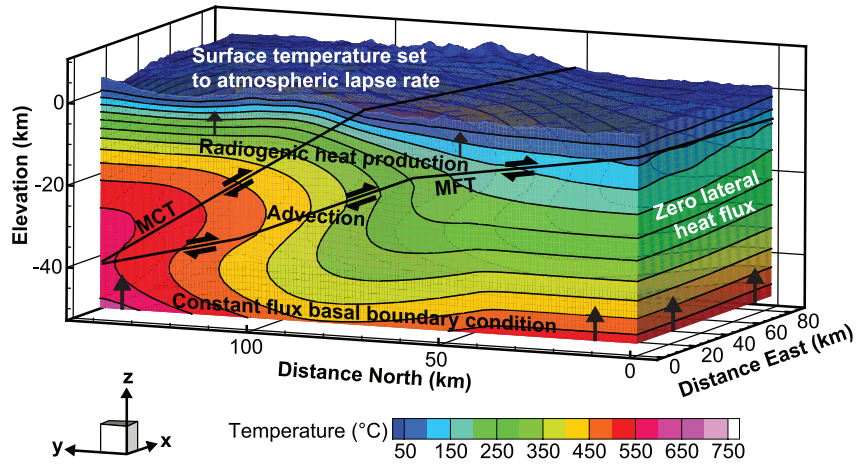 Surface temperature set
to atmospheric lapse rate
0
-20
-40
Elevation (km)
Radiogenic heat production
MCT
Advection
MFT
Zero lateral
heat flux
Constant flux basal boundary
condition
100
50
0
Distance North (km)
0
20
40
60
80
Distance East (km)
z
y
x
Temperature (°C)
50 150 250 350 450 550 650 750